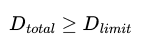 D_{total} ≥ D_{limit}